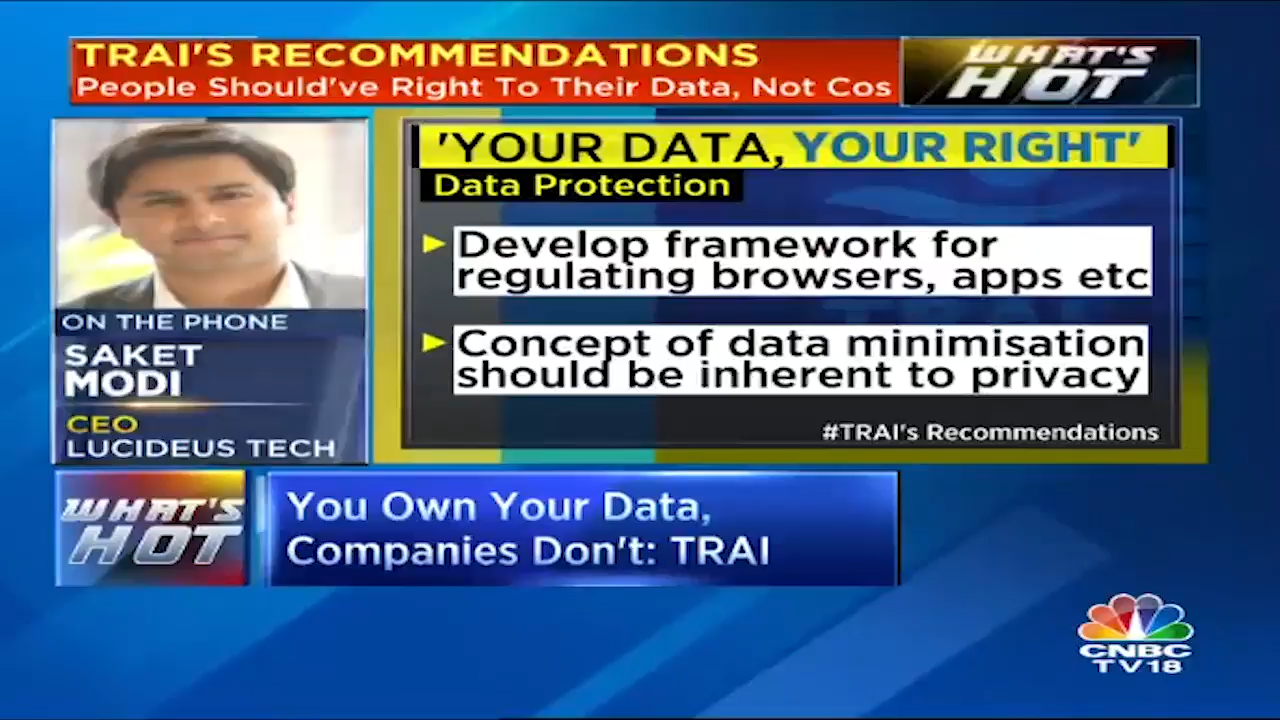 TRAI'S RECOMMENDATIONS
People Should've Right To Their Data, Not Cos
WHAT'S
HOT
'YOUR DATA, YOUR RIGHT'
Data Protection
Develop framework for
regulating browsers, apps etc
Concept of data minimisation
should be inherent to privacy
#TRAI's Recommendations
ON THE PHONE
SAKET
MODI
CEO
LUCIDEUS TECH
WHAT'S
HOT
You Own Your Data,
Companies Don't: TRAI
CNBC
TV18